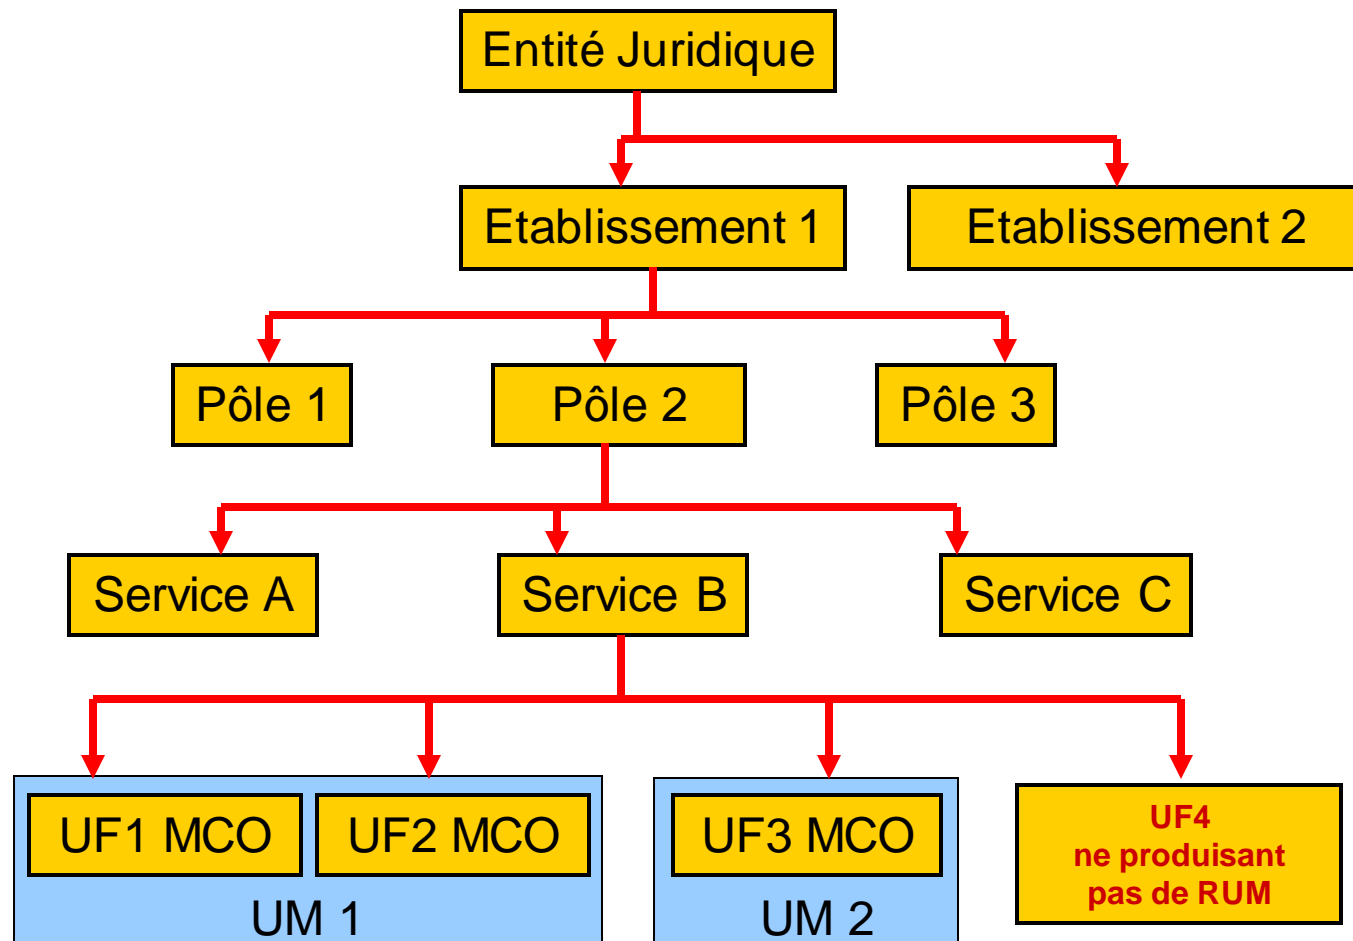 Entité Juridique
Etablissement 1
Etablissement 2
Pôle 1
Pôle 2
Pôle 3
Service A
Service B
Service C
UF1 MCO
UF2 MCO
UM 1
UF3 MCO
UM 2
UF4
ne produisant
pas de RUM